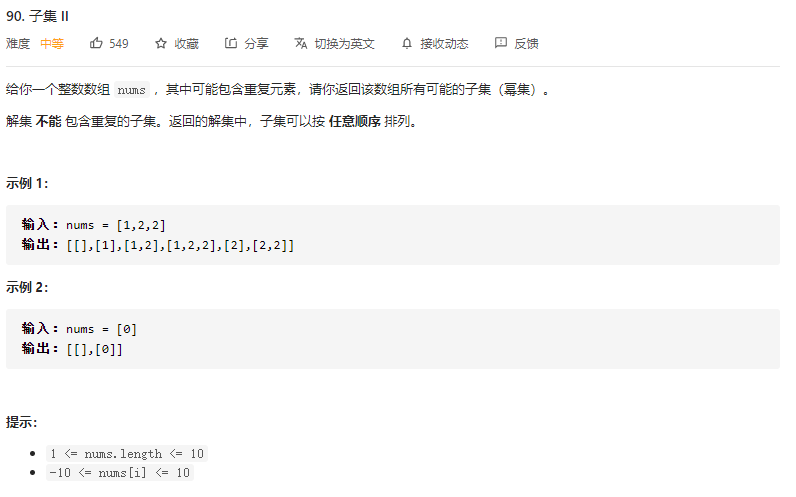 90. 子集 II
难度 中等 549 收藏 分享 切换为英文 接收动态 反馈
给你一个整数数组 nums ，其中可能包含重复元素，请你返回该数组所有可能的子集（幂集）。
解集 不能 包含重复的子集。返回的解集中，子集可以按 任意顺序 排列。
示例 1：
输入：nums = [1,2,2]
输出：[[],[1],[1,2],[1,2,2],[2],[2,2]]
示例 2：
输入：nums = [0]
输出：[[],[0]]
提示：
1 <= nums.length <= 10
-10 <= nums[i] <= 10